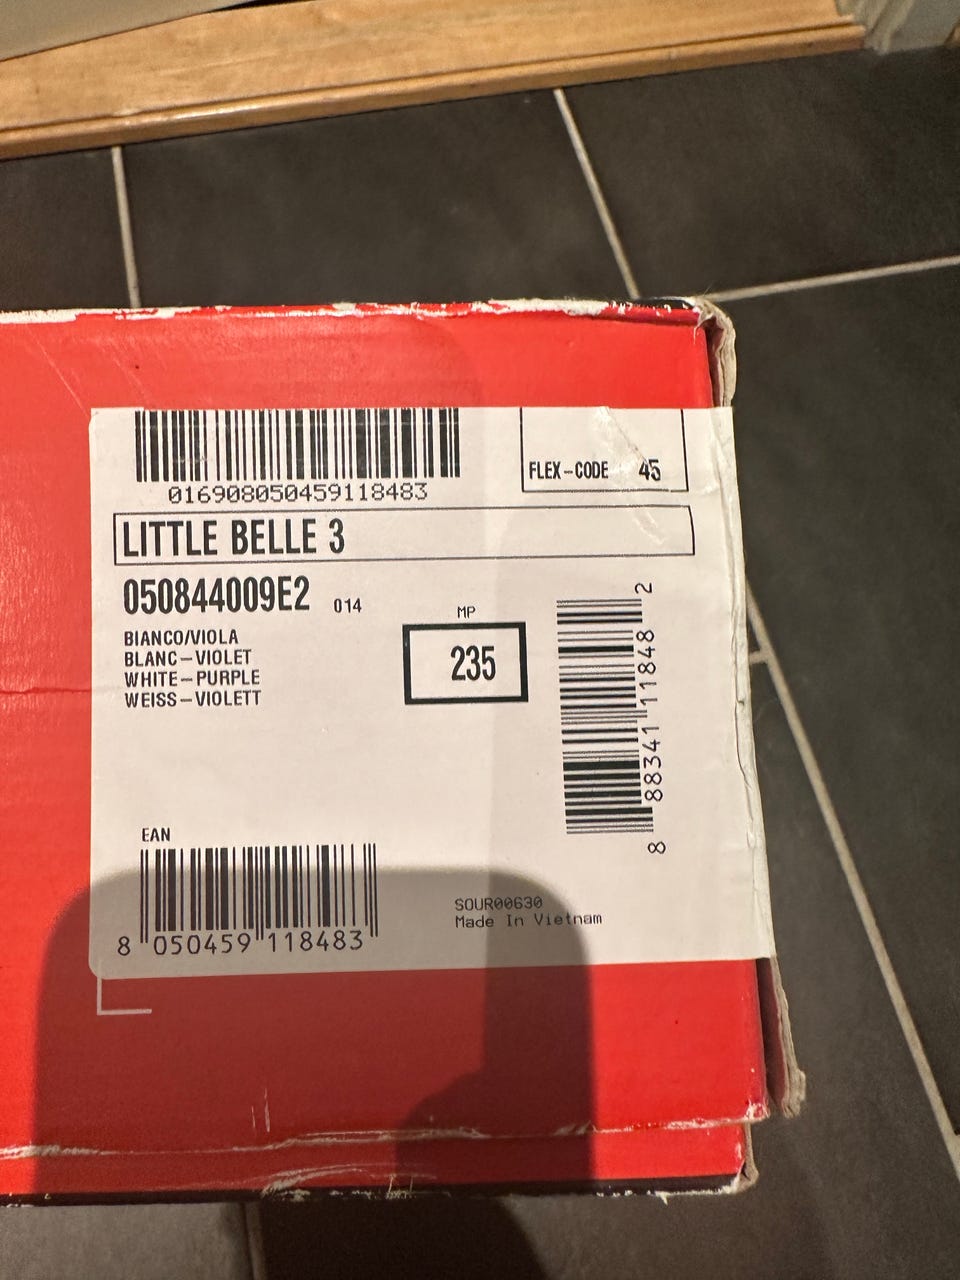 016908050459118483
FLEX-CODE 45
LITTLE BELLE 3
050844009E2 014
BIANCO/VIOLA
BLANC-VIOLET
WHITE-PURPLE
WEISS-VIOLETT
MP
235
8 88341 11848 2
EAN
8 050459 118483
SOUR00630
Made In Vietnam